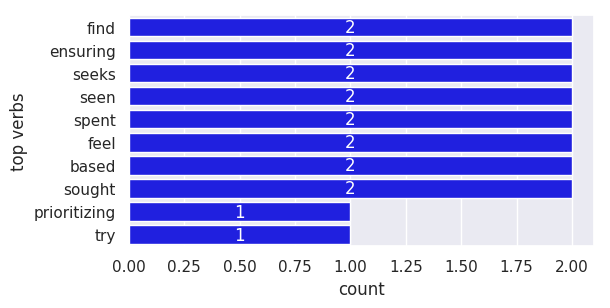 top verbs
find 2
ensuring 2
seeks 2
seen 2
spent 2
feel 2
based 2
sought 2
prioritizing 1
try 1
0.00 0.25 0.50 0.75 1.00 1.25 1.50 1.75 2.00
count